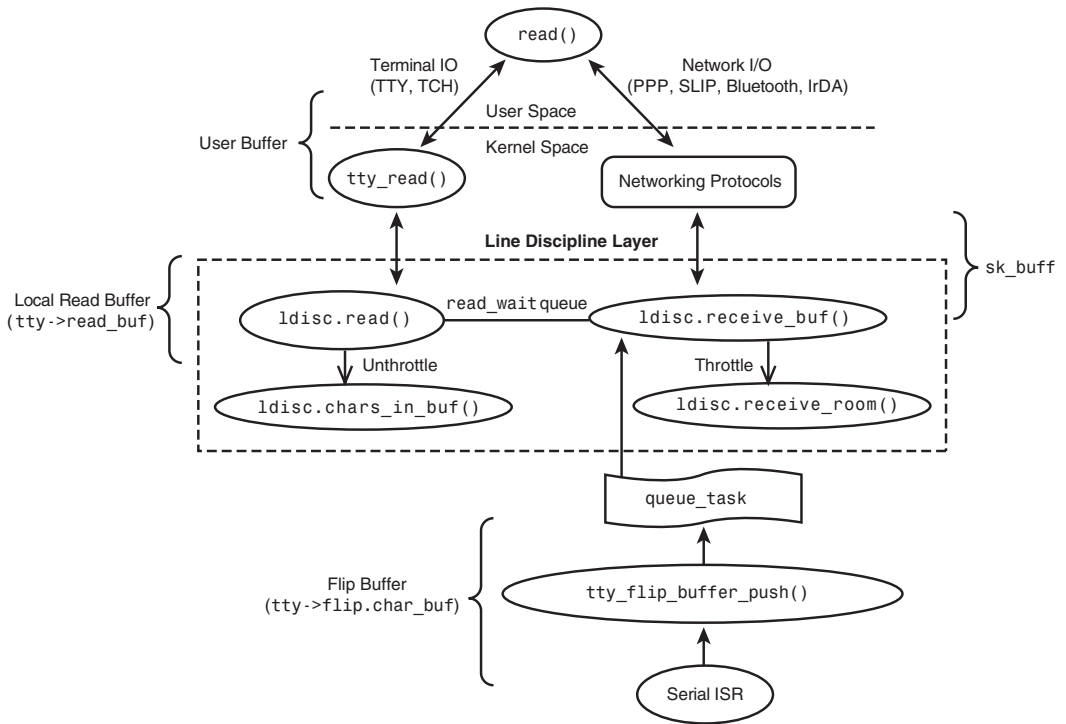 read()
Terminal IO
(TTY, TCH)
Network I/O
(PPP, SLIP, Bluetooth, IrDA)
User Space
User Buffer
Kernel Space
tty_read()
Networking Protocols
Line Discipline Layer
sk_buff
Local Read Buffer
(tty->read_buf)
ldisc.read()
read_wait queue
ldisc.receive_buf()
Unthrottle
Throttle
ldisc.chars_in_buf()
ldisc.receive_room()
queue_task
Flip Buffer
(tty->flip.char_buf)
tty_flip_buffer_push()
Serial ISR